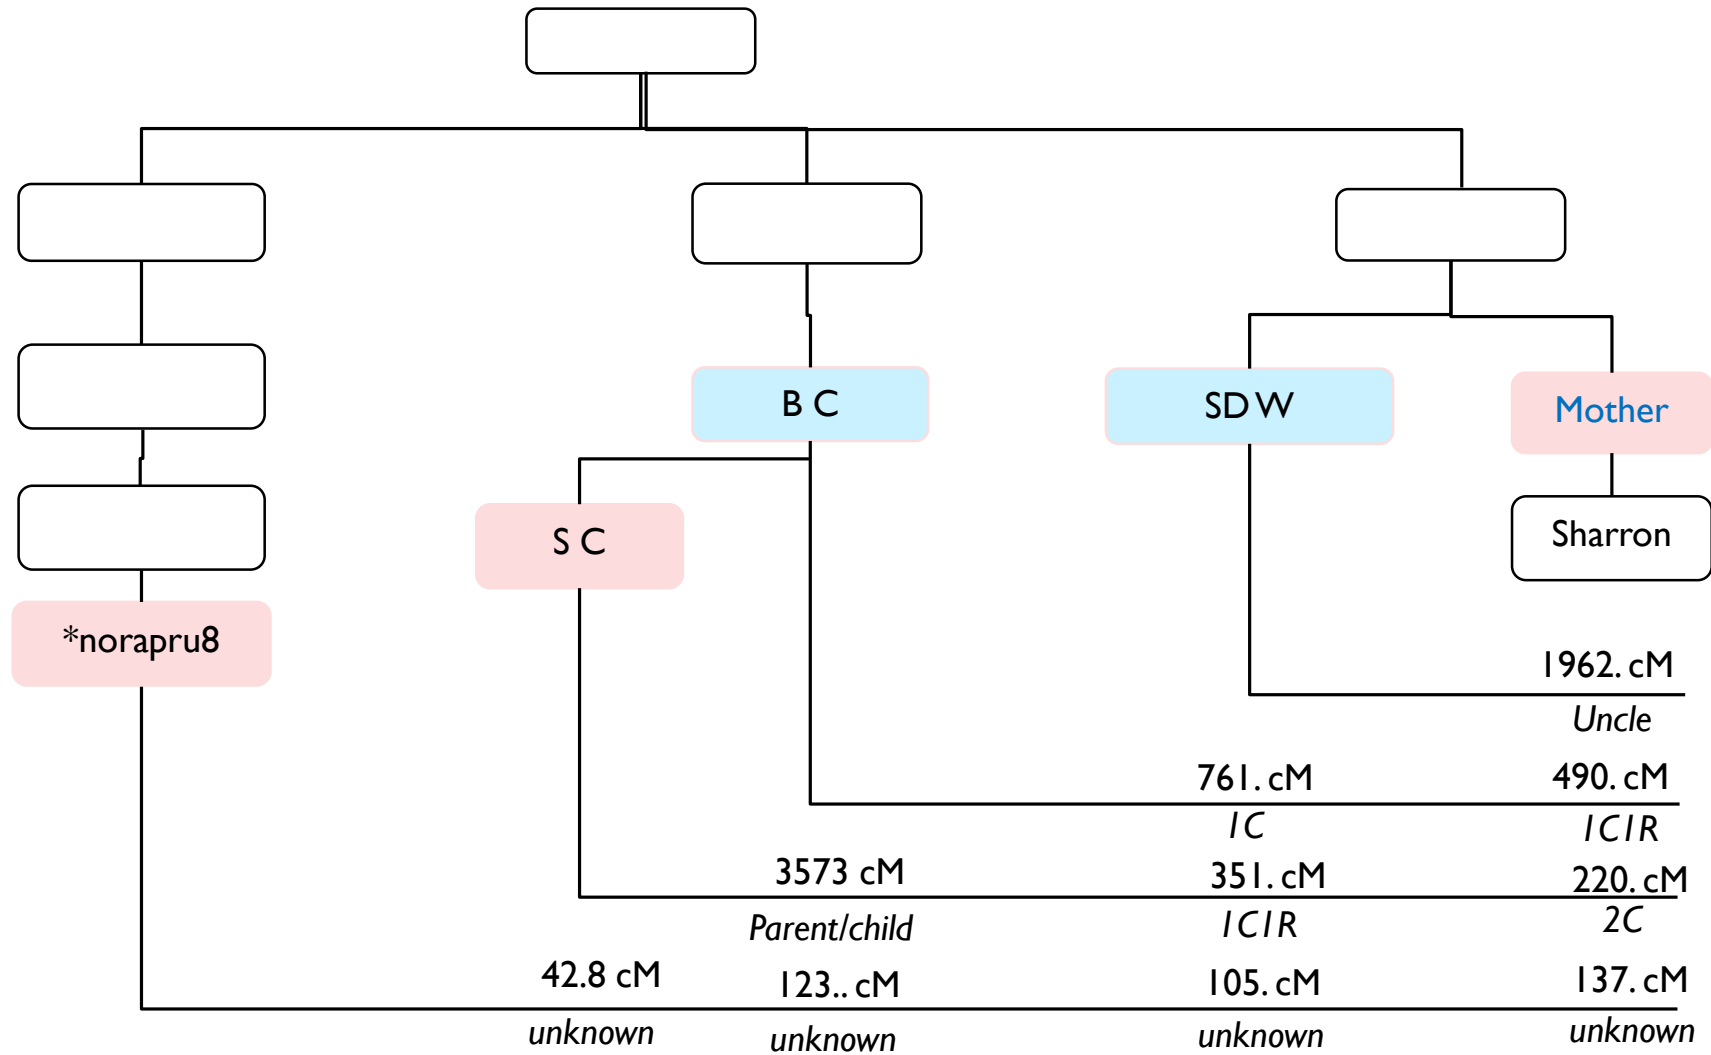 B C
SD W
Mother
S C
Sharron
*norapru8
1962. cM
Uncle
761. cM
490. cM
1C
1C1R
3573 cM
351. cM
220. cM
Parent/child
1C1R
2C
42.8 cM
123.. cM
105. cM
137. cM
unknown
unknown
unknown
unknown